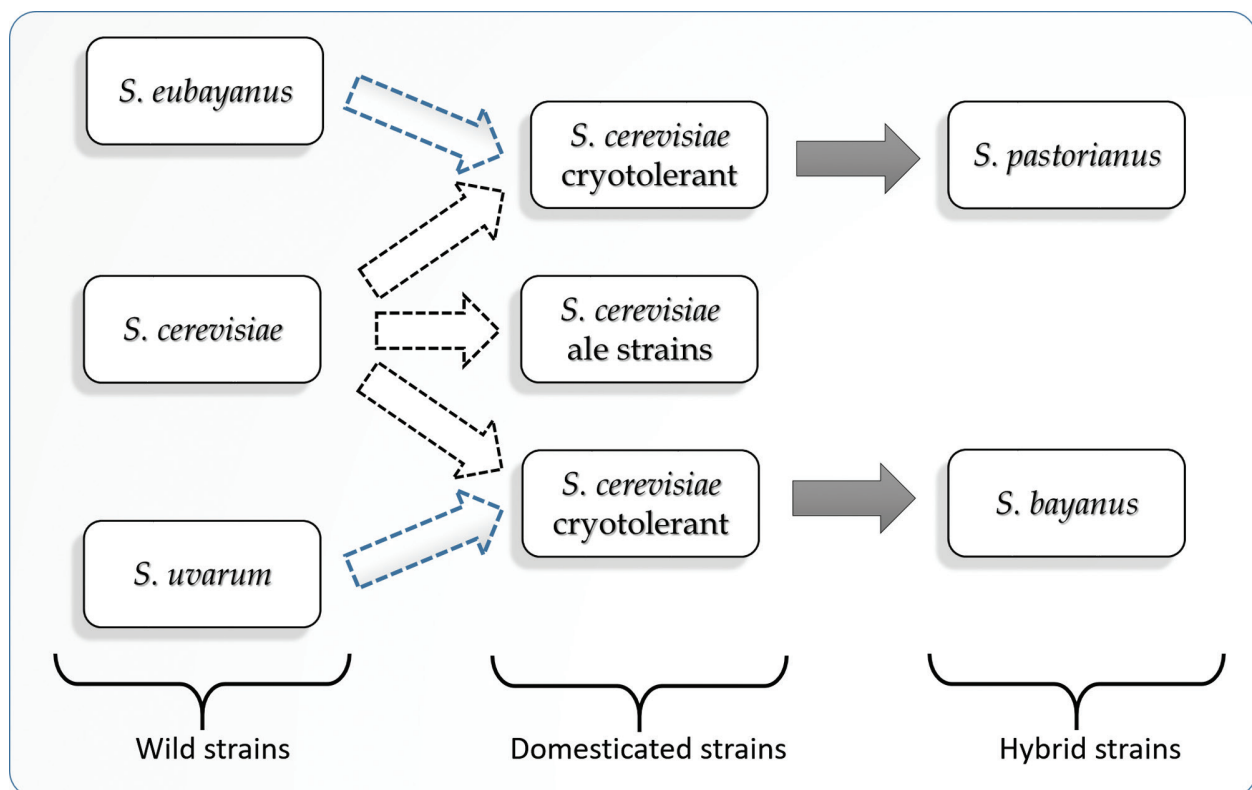 S. eubayanus
S. cerevisiae
S. uvarum
S. cerevisiae
cryotolerant
S. cerevisiae
ale strains
S. cerevisiae
cryotolerant
S. pastorianus
S. bayanus
Wild strains
Domesticated strains
Hybrid strains